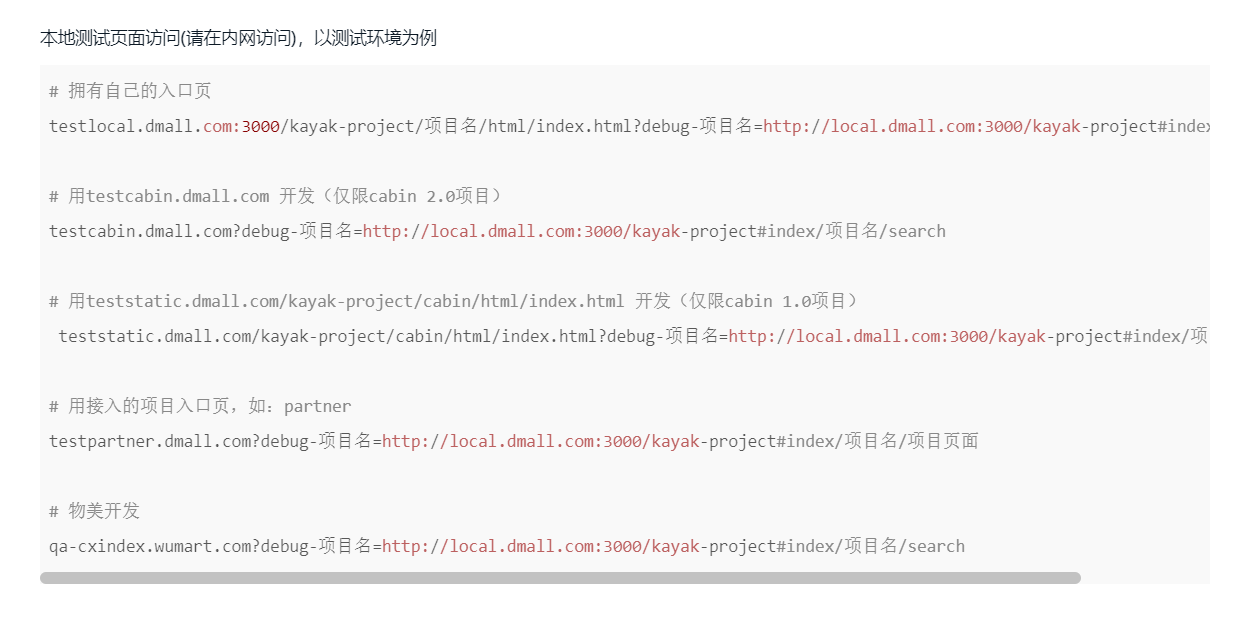 本地测试页面访问(请在内网访问)，以测试环境为例
# 拥有自己的入口页
testlocal.dmall.com:3000/kayak-project/项目名/html/index.html?debug-项目名=http://local.dmall.com:3000/kayak-project#index
# 用testcabin.dmall.com 开发（仅限cabin 2.0项目）
testcabin.dmall.com?debug-项目名=http://local.dmall.com:3000/kayak-project#index/项目名/search
# 用teststatic.dmall.com/kayak-project/cabin/html/index.html 开发（仅限cabin 1.0项目）
teststatic.dmall.com/kayak-project/cabin/html/index.html?debug-项目名=http://local.dmall.com:3000/kayak-project#index/项
# 用接入的项目入口页，如：partner
testpartner.dmall.com?debug-项目名=http://local.dmall.com:3000/kayak-project#index/项目名/项目页面
# 物美开发
qa-cxindex.wumart.com?debug-项目名=http://local.dmall.com:3000/kayak-project#index/项目名/search